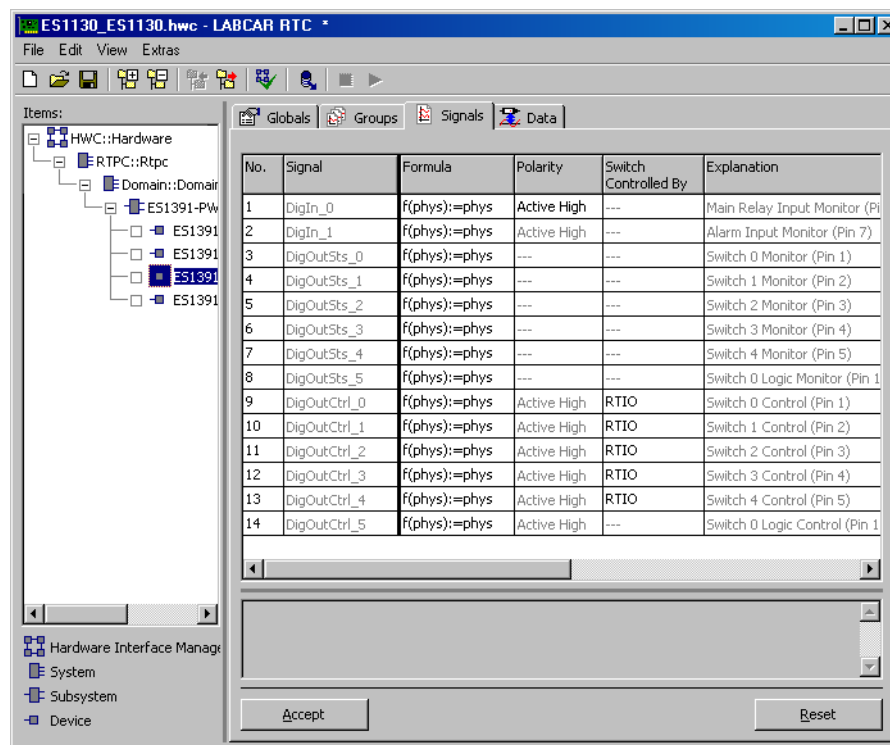 ES1130_ES1130.hwc - LABCAR RTC *
File Edit View Extras
Items:
HWC::Hardware
RTPC::Rtpc
Domain::Domain
ES1391-PW
ES1391
ES1391
ES1391
ES1391
Hardware Interface Manage
System
Subsystem
Device
Globals Groups Signals Data
No. Signal Formula Polarity Switch Controlled By Explanation
1 DigIn_0 f(phys):=phys Active High --- Main Relay Input Monitor (Pi
2 DigIn_1 f(phys):=phys Active High --- Alarm Input Monitor (Pin 7)
3 DigOutSts_0 f(phys):=phys --- --- Switch 0 Monitor (Pin 1)
4 DigOutSts_1 f(phys):=phys --- --- Switch 1 Monitor (Pin 2)
5 DigOutSts_2 f(phys):=phys --- --- Switch 2 Monitor (Pin 3)
6 DigOutSts_3 f(phys):=phys --- --- Switch 3 Monitor (Pin 4)
7 DigOutSts_4 f(phys):=phys --- --- Switch 4 Monitor (Pin 5)
8 DigOutSts_5 f(phys):=phys --- --- Switch 0 Logic Monitor (Pin 1
9 DigOutCtrl_0 f(phys):=phys Active High RTIO Switch 0 Control (Pin 1)
10 DigOutCtrl_1 f(phys):=phys Active High RTIO Switch 1 Control (Pin 2)
11 DigOutCtrl_2 f(phys):=phys Active High RTIO Switch 2 Control (Pin 3)
12 DigOutCtrl_3 f(phys):=phys Active High RTIO Switch 3 Control (Pin 4)
13 DigOutCtrl_4 f(phys):=phys Active High RTIO Switch 4 Control (Pin 5)
14 DigOutCtrl_5 f(phys):=phys Active High --- Switch 0 Logic Control (Pin 1
Accept Reset